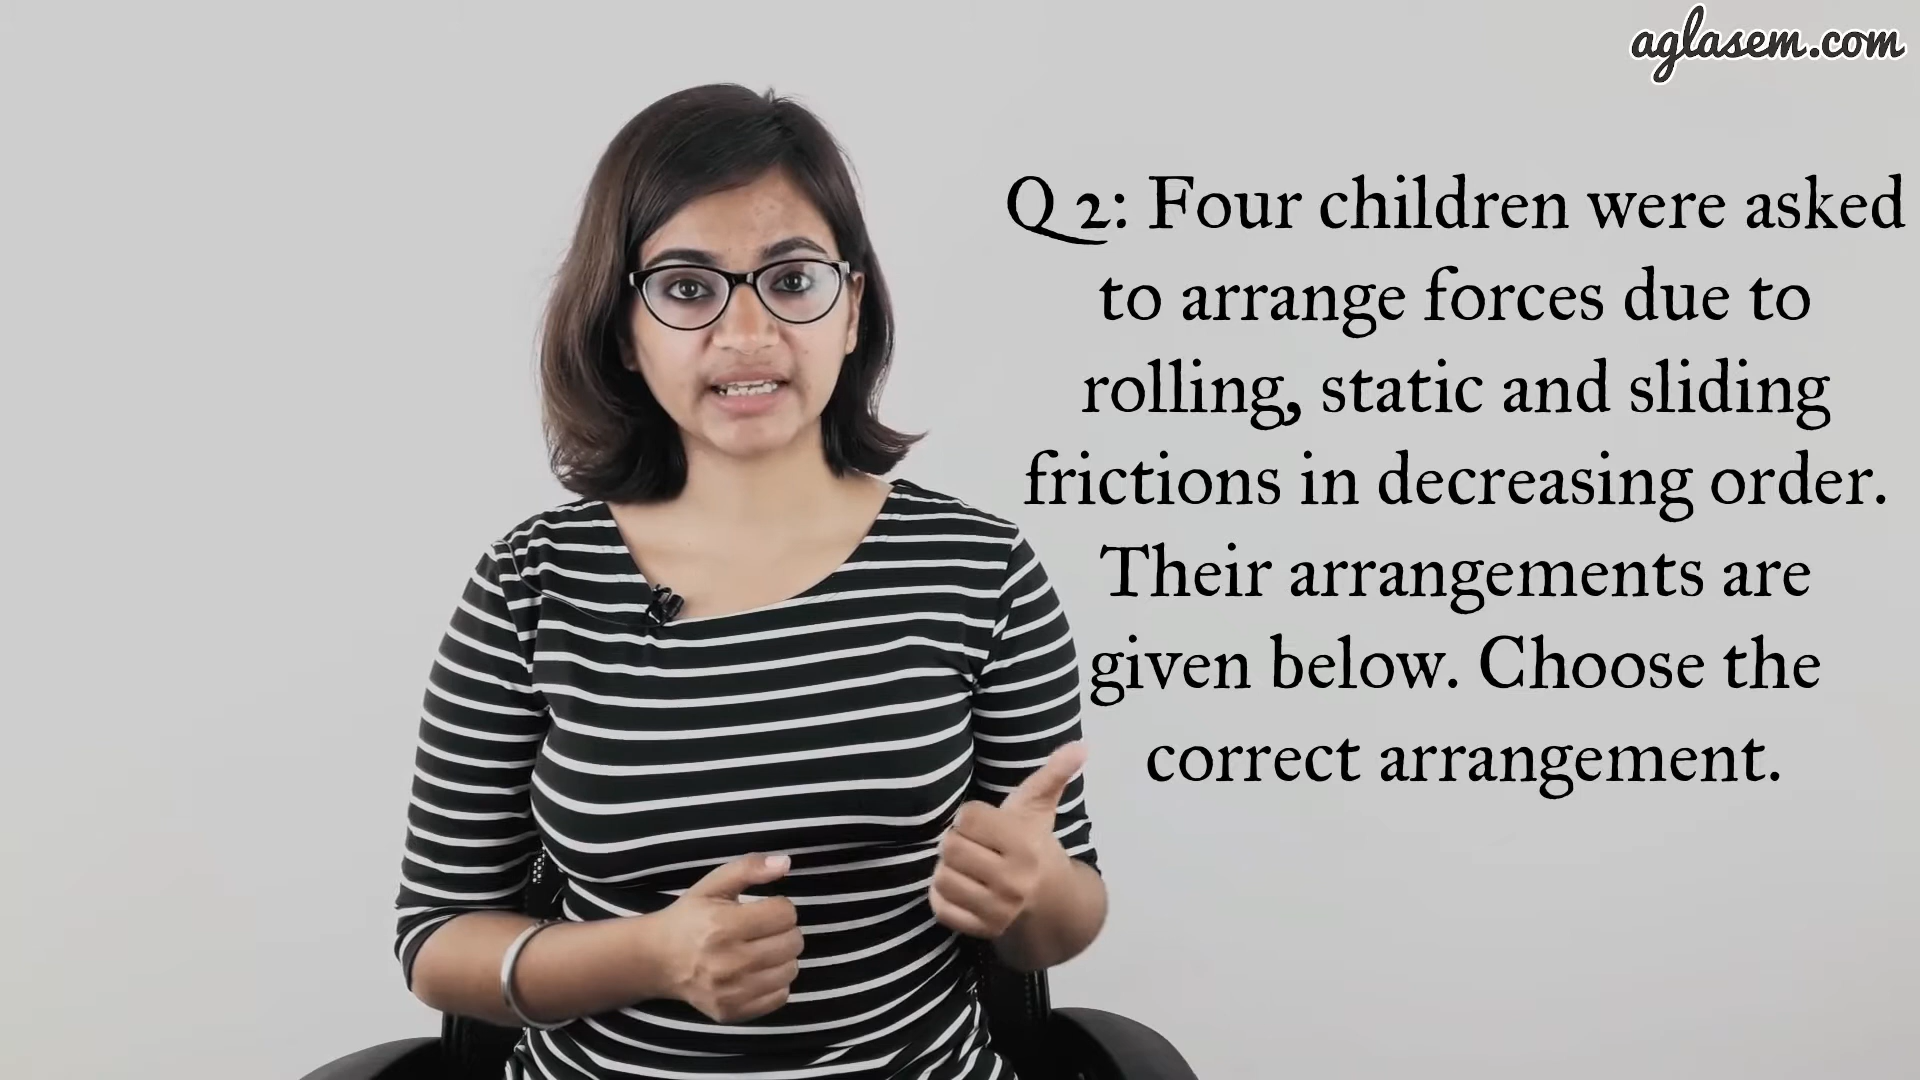 aglasem.com
Q 2: Four children were asked
to arrange forces due to
rolling, static and sliding
frictions in decreasing order.
Their arrangements are
given below. Choose the
correct arrangement.